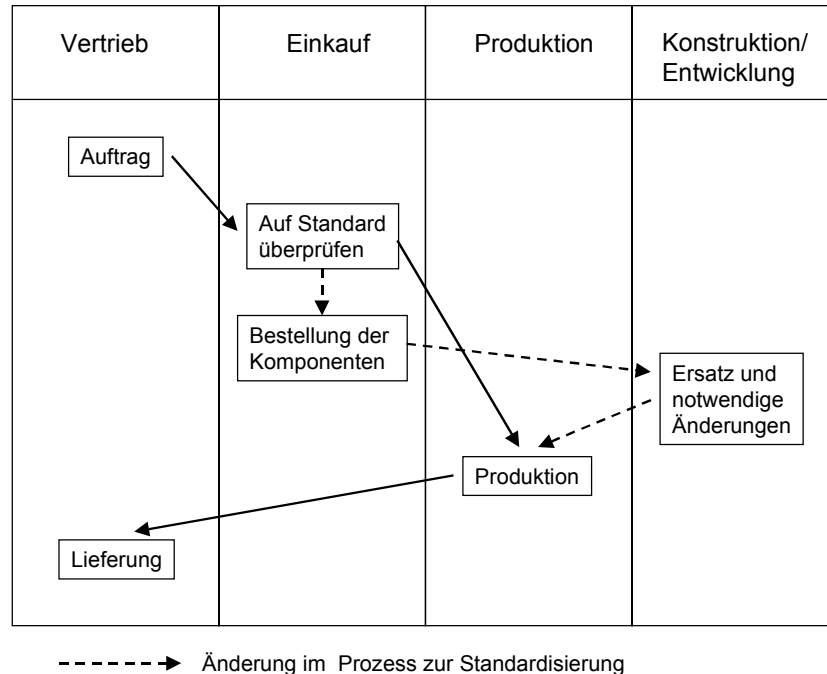 Vertrieb
Einkauf
Produktion
Konstruktion/
Entwicklung
Auftrag
Auf Standard
überprüfen
Bestellung der
Komponenten
Ersatz und
notwendige
Änderungen
Produktion
Lieferung
Änderung im Prozess zur Standardisierung